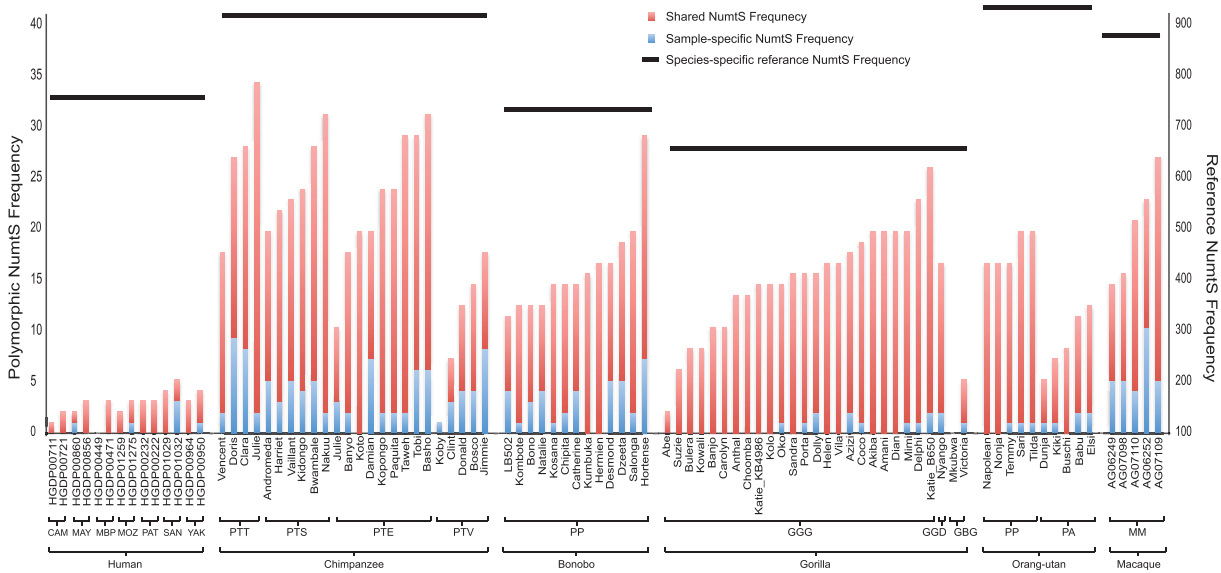 Shared NumtS Frequnecy
Sample-specific NumtS Frequency
Species-specific referance NumtS Frequency
Polymorphic NumtS Frequency
40
35
30
25
20
15
10
5
0
900
800
700
600
500
400
300
200
100
Reference NumtS Frequency
HGDP00711
HGDP00721
HGDP00860
HGDP00856
HGDP00449
HGDP00471
HGDP01259
HGDP01275
HGDP00232
HGDP01222
HGDP01029
HGDP01032
HGDP00964
HGDP00950
Vencent
Doris
Clara
Julie
Andromeda
Harriet
Vaillant
Kidongo
Bwambale
Nakuu
Julie
Banyo
Koto
Damian
Kopongo
Paquita
Taweh
Tobi
Basho
Koby
Clint
Donald
Bosco
Jimmie
LB502
Kombote
Bono
Natalie
Kosana
Chipita
Catherine
Kumbuka
Hermien
Desmond
Dzeeta
Salonga
Hortense
Abe
Suzie
Bulera
Kowali
Banjo
Carolyn
Anthal
Choomba
Katie_KB4986
Kolo
Oko
Sandra
Porta
Dolly
Helen
Vila
Azizi
Coco
Akiba
Amani
Dian
Mimi
Delphi
Katie_B650
Nyango
Mkubwa
Victoria
Napolean
Nonja
Temmy
Sari
Tilda
Dunja
Kiki
Buschi
Babu
Elsi
AG06249
AG07098
AG07110
AG06252
AG07109
CAM MAY MBP MOZ PAT SAN YAK PTT PTS PTE PTV PP GGG GGD GBG PP PA MM
Human Chimpanzee Bonobo Gorilla Orang-utan Macaque